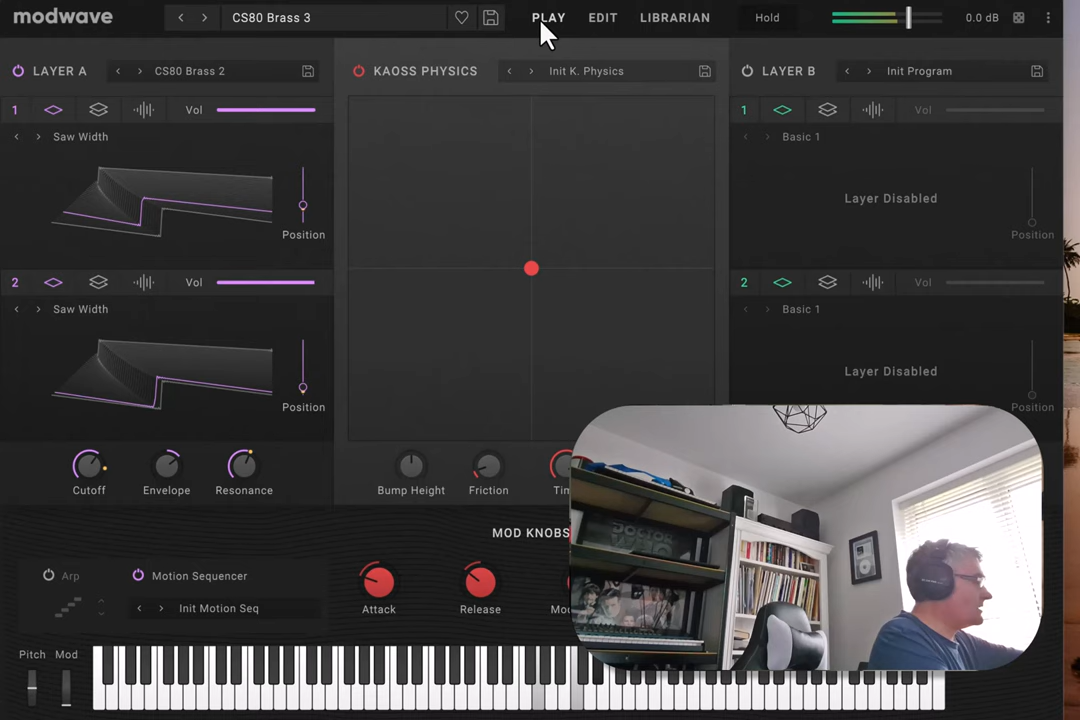 modwave
CS80 Brass 3
PLAY
EDIT
LIBRARIAN
Hold
0.0 dB
LAYER A
CS80 Brass 2
KAOSS PHYSICS
Init K. Physics
LAYER B
Init Program
1
Vol
1
Vol
Saw Width
Basic 1
Layer Disabled
Position
Position
2
Vol
2
Vol
Saw Width
Basic 1
Layer Disabled
Position
Position
Cutoff
Envelope
Resonance
Bump Height
Friction
MOD KNOBS
DOCTOR WHO
Arp
Motion Sequencer
Init Motion Seq
Attack
Release
Pitch
Mod